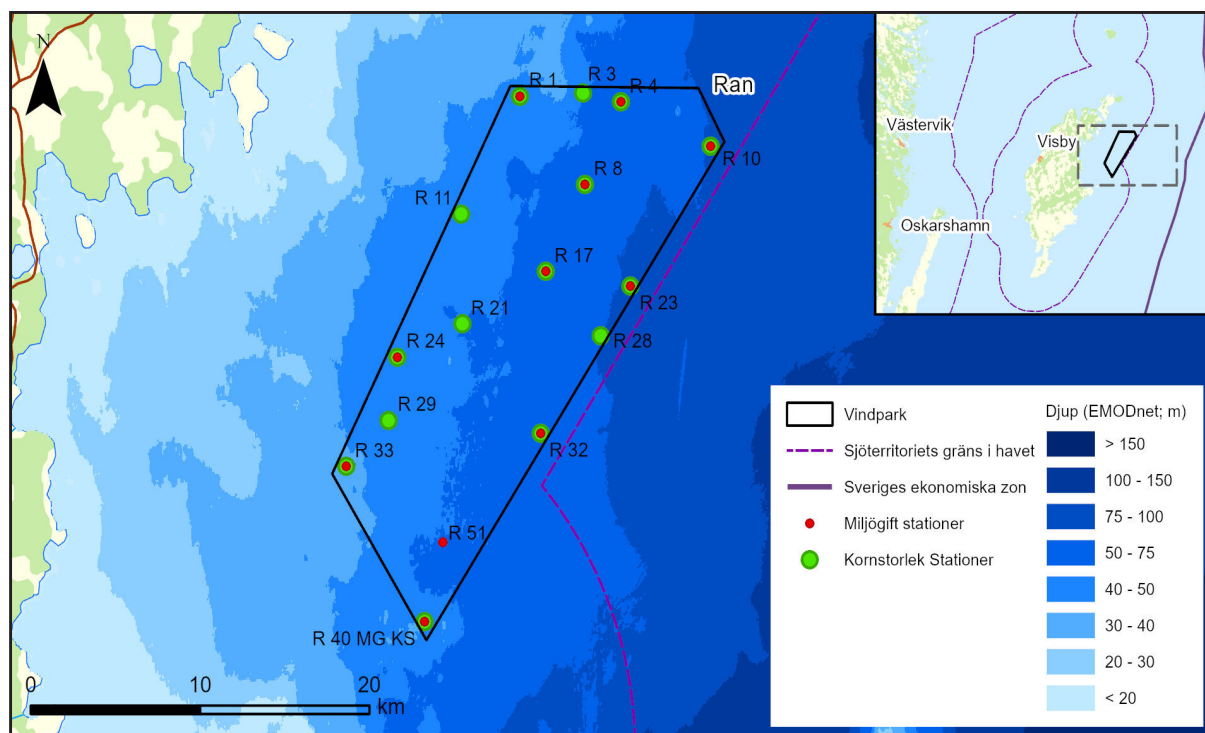 N
R 1
R 3
R 4
Ran
R 10
R 8
R 11
R 17
R 23
R 21
R 28
R 24
R 29
R 32
R 33
R 51
R 40 MG KS
0 10 20
km
Västervik
Visby
Oskarshamn
Vindpark
Sjöterritoriets gräns i havet
Sveriges ekonomiska zon
Miljögift stationer
Kornstorlek Stationer
Djup (EMODnet; m)
> 150
100 - 150
75 - 100
50 - 75
40 - 50
30 - 40
20 - 30
< 20